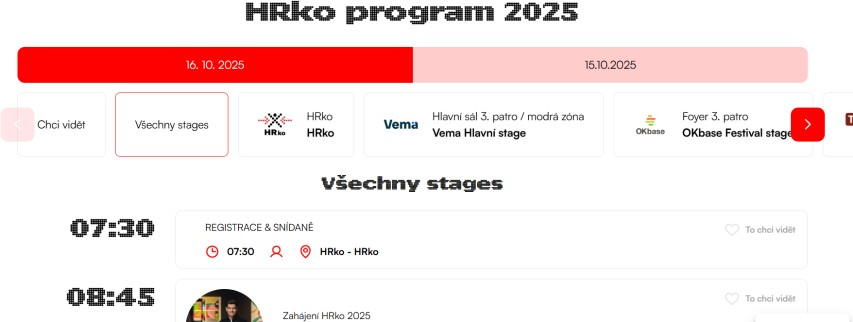 HRko program 2025
16. 10. 2025
15.10.2025
Chci vidět
Všechny stages
HRko
HRko
HRko
Vema
Hlavní sál 3. patro / modrá zóna
Vema Hlavní stage
OKbase
Foyer 3. patro
OKbase Festival stage
Všechny stages
07:30
REGISTRACE & SNÍDANĚ
To chci vidět
07:30
HRko - HRko
08:45
To chci vidět
Zahájení HRko 2025